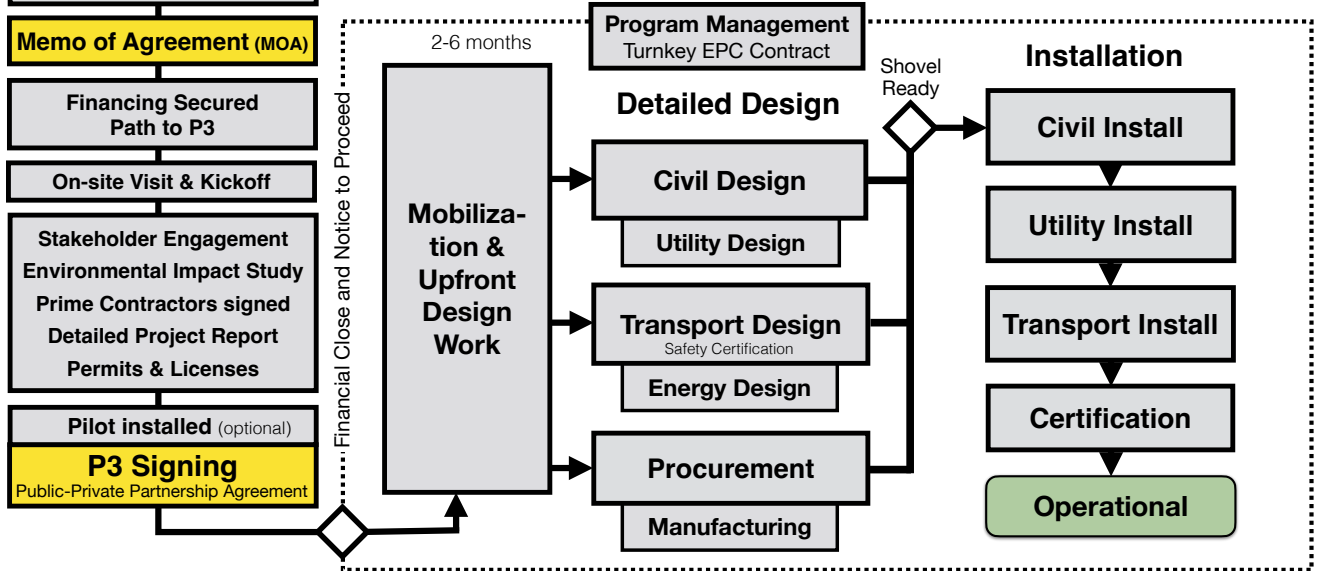 Memo of Agreement (MOA)
Financing Secured
Path to P3
On-site Visit & Kickoff
Stakeholder Engagement
Environmental Impact Study
Prime Contractors signed
Detailed Project Report
Permits & Licenses
Pilot installed (optional)
P3 Signing
Public-Private Partnership Agreement
Financial Close and Notice to Proceed
2-6 months
Mobiliza-
tion &
Upfront
Design
Work
Program Management
Turnkey EPC Contract
Detailed Design
Civil Design
Utility Design
Transport Design
Safety Certification
Energy Design
Procurement
Manufacturing
Shovel
Ready
Installation
Civil Install
Utility Install
Transport Install
Certification
Operational